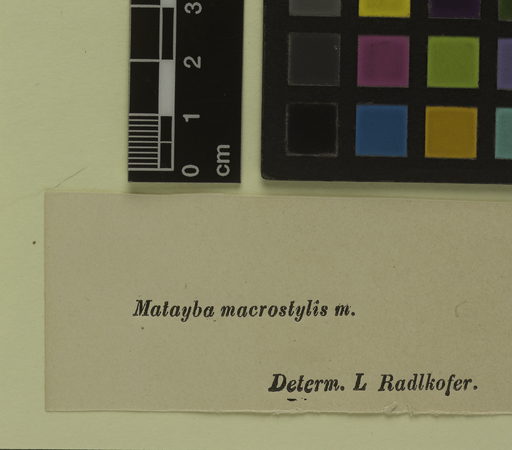 3
2
1
0
cm
Matayba macrostylis m.
Determ. L Radlkofer.